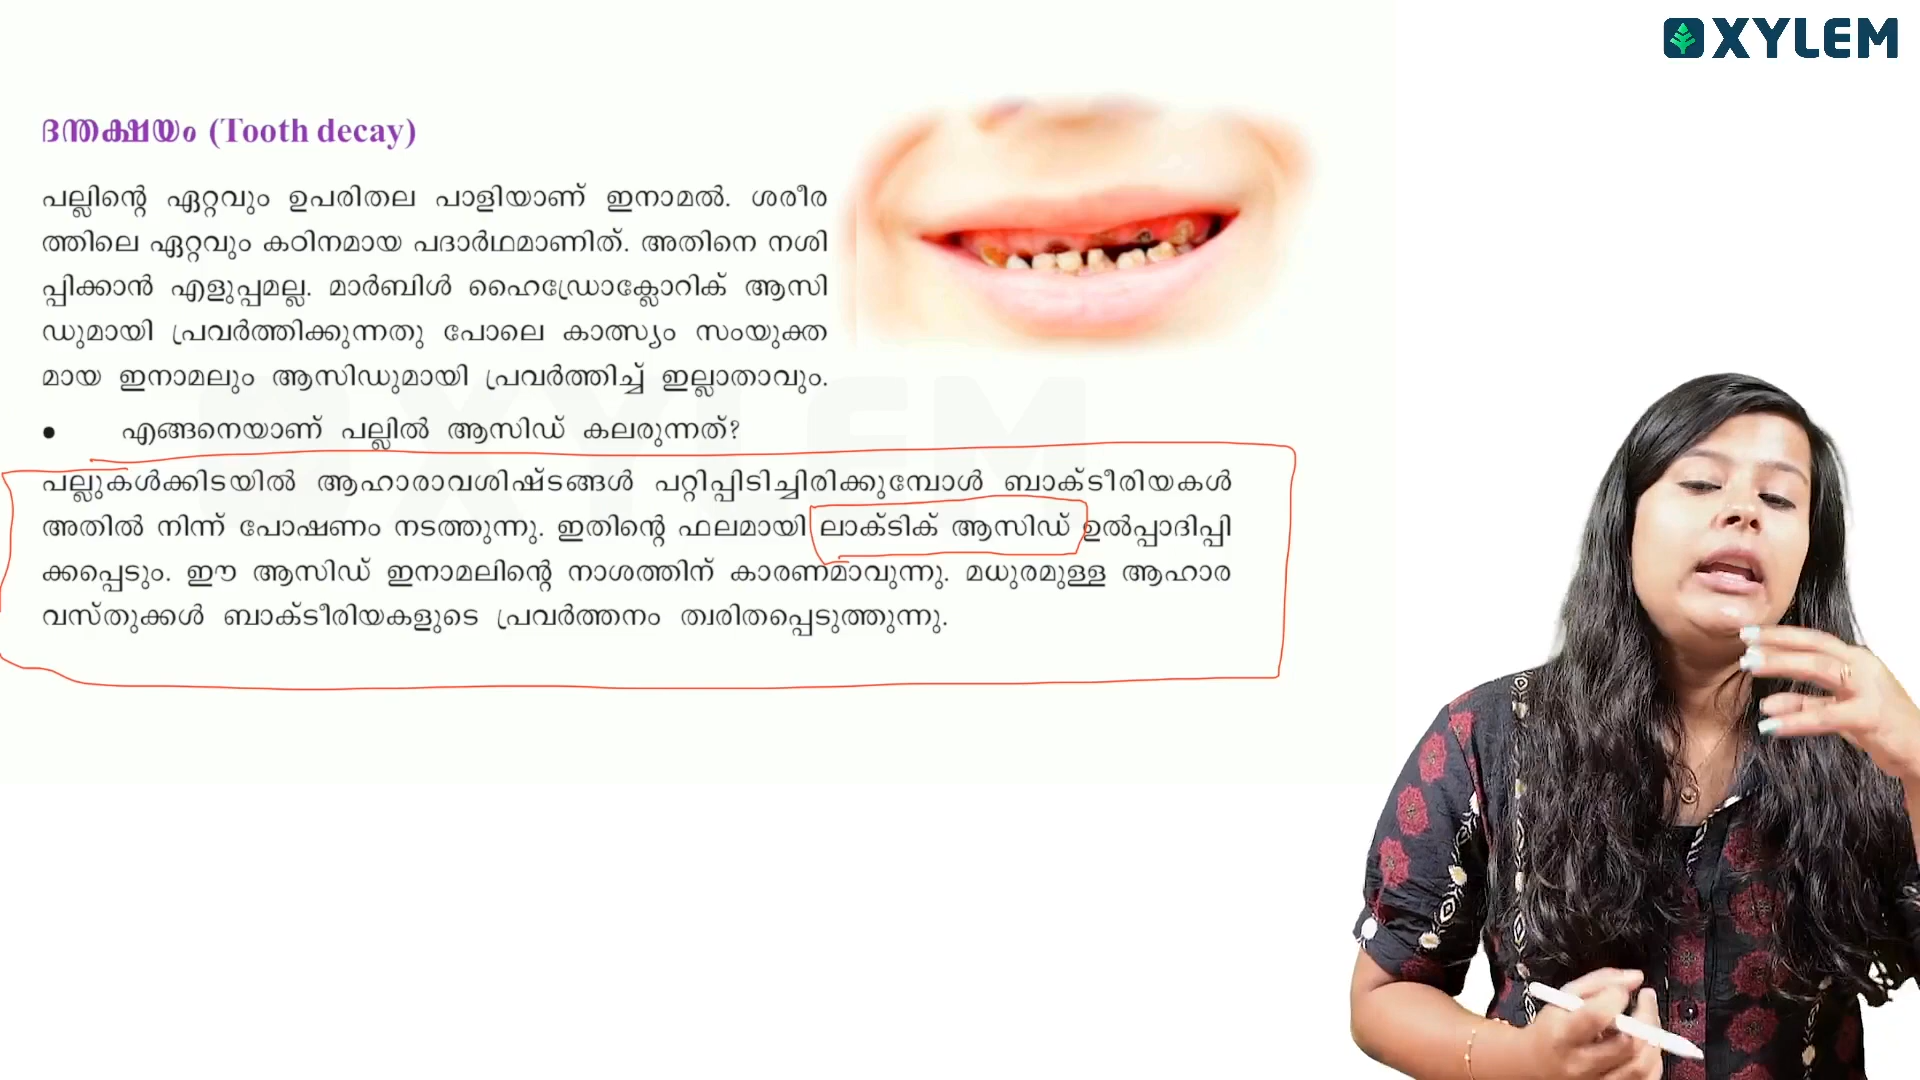 XYLEM
ദന്തക്ഷയം (Tooth decay)
പല്ലിന്റെ ഏറ്റവും ഉപരിതല പാളിയാണ് ഇനാമൽ. ശരീര
ത്തിലെ ഏറ്റവും കഠിനമായ പദാർഥമാണിത്. അതിനെ നശി
പ്പിക്കാൻ എളുപ്പമല്ല. മാർബിൾ ഹൈഡ്രോക്ലോറിക് ആസി
ഡുമായി പ്രവർത്തിക്കുന്നതു പോലെ കാത്സ്യം സംയുക്ത
മായ ഇനാമലും ആസിഡുമായി പ്രവർത്തിച്ച് ഇല്ലാതാവും.
• എങ്ങനെയാണ് പല്ലിൽ ആസിഡ് കലരുന്നത്?
പല്ലുകൾക്കിടയിൽ ആഹാരാവശിഷ്ടങ്ങൾ പറ്റിപ്പിടിച്ചിരിക്കുമ്പോൾ ബാക്ടീരിയകൾ
അതിൽ നിന്ന് പോഷണം നടത്തുന്നു. ഇതിന്റെ ഫലമായി ലാക്ടിക് ആസിഡ് ഉൽപ്പാദിപ്പി
ക്കപ്പെടും. ഈ ആസിഡ് ഇനാമലിന്റെ നാശത്തിന് കാരണമാവുന്നു. മധുരമുള്ള ആഹാര
വസ്തുക്കൾ ബാക്ടീരിയകളുടെ പ്രവർത്തനം ത്വരിതപ്പെടുത്തുന്നു.